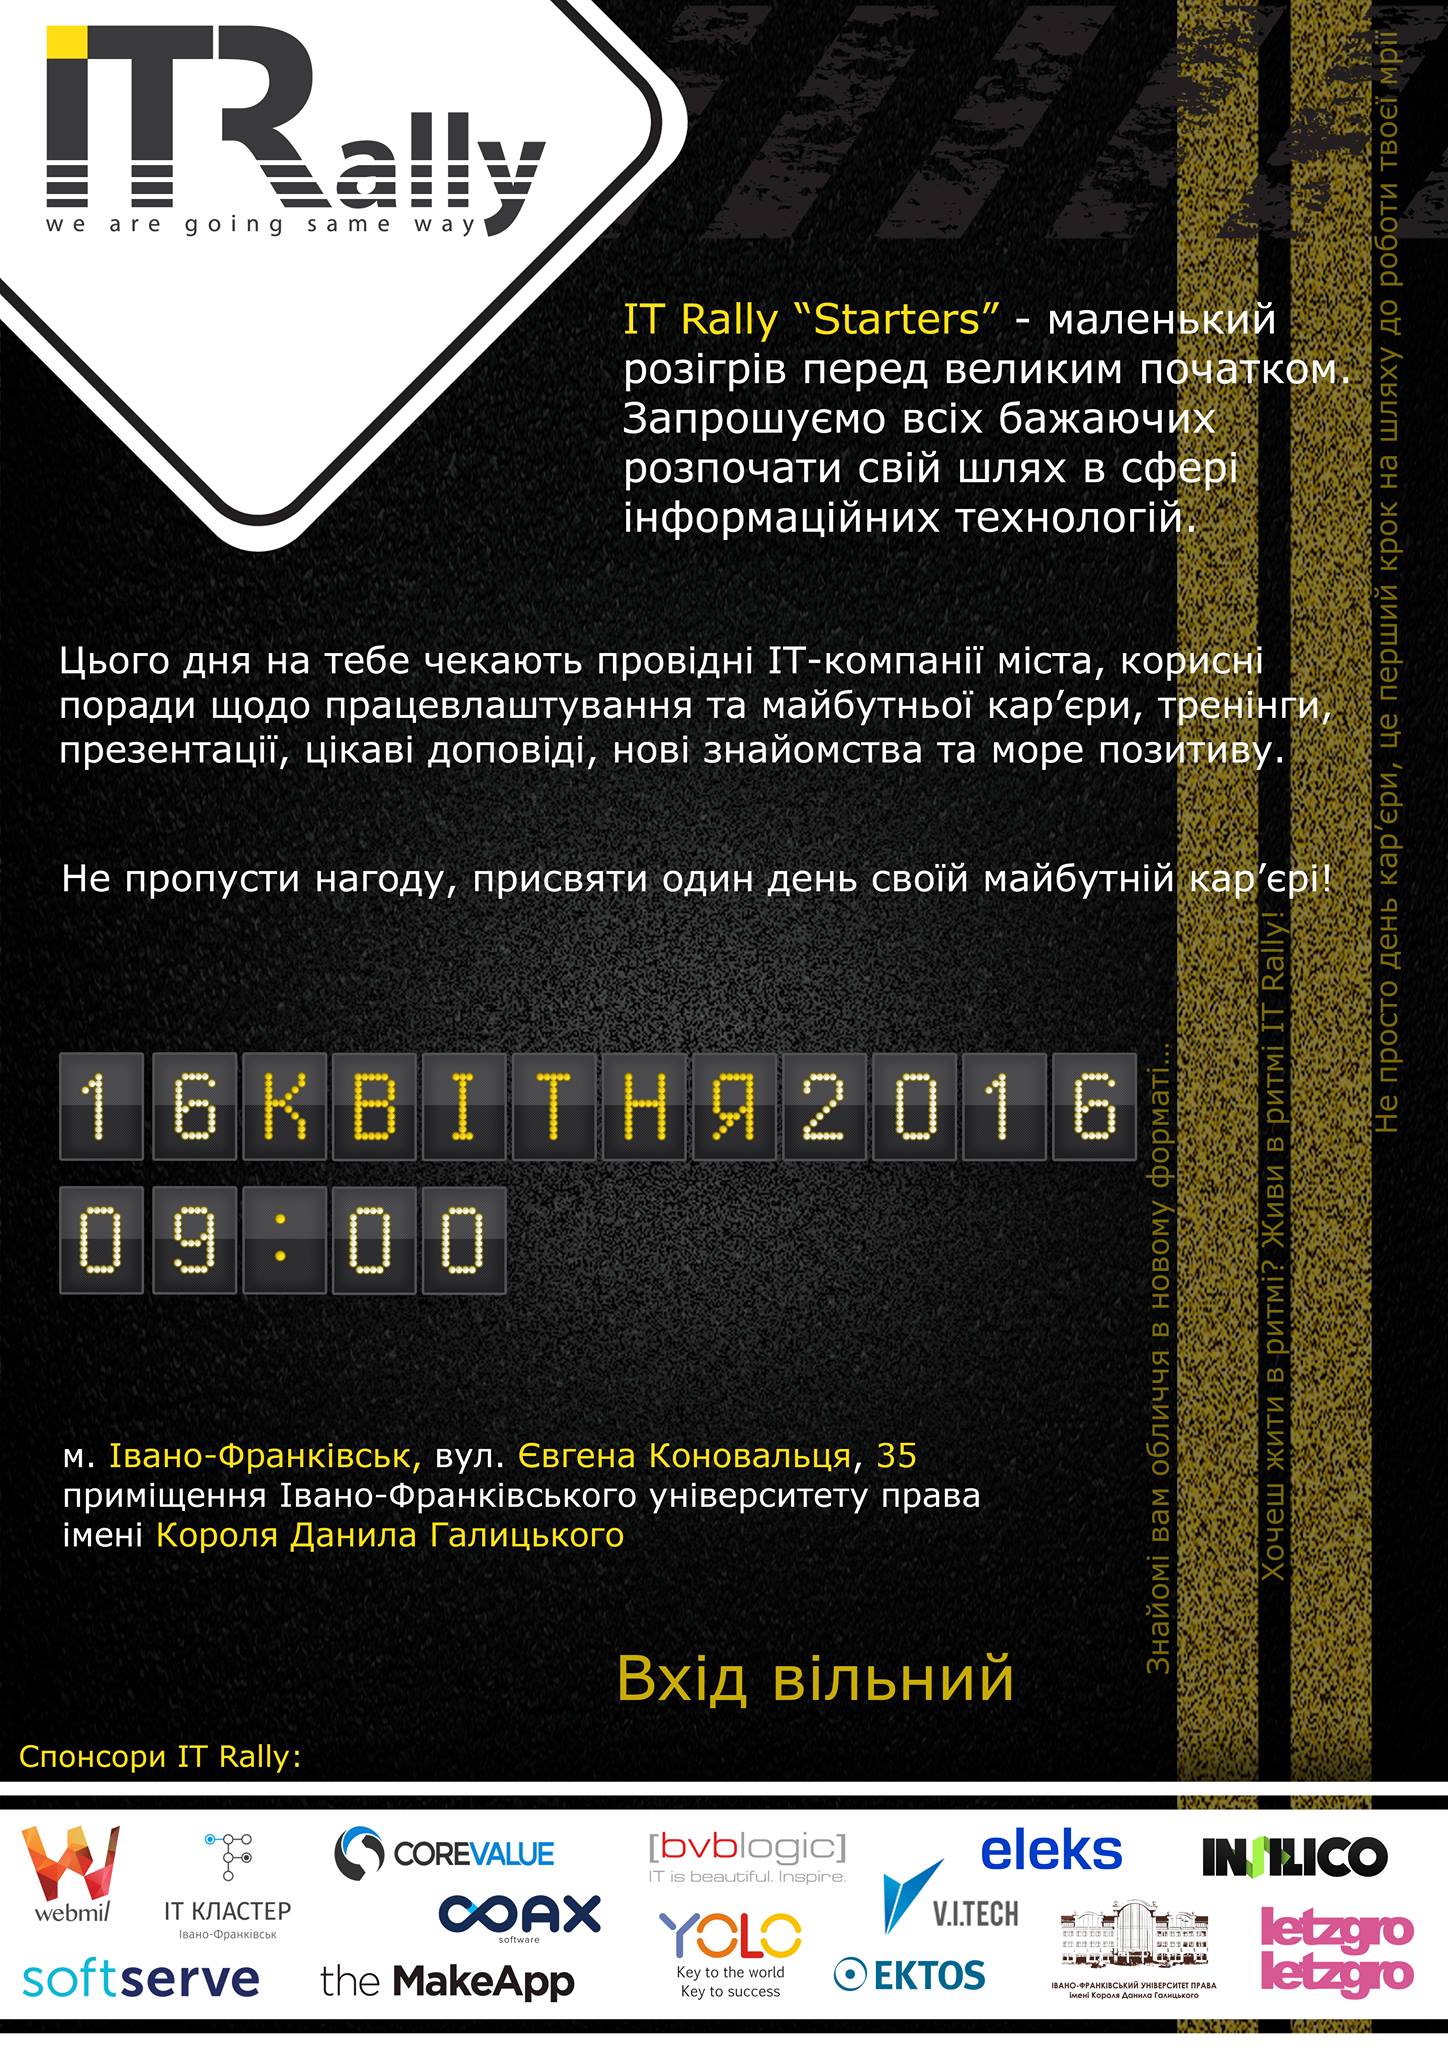 iTRally
we are going same way
IT Rally “Starters” - маленький
розігрів перед великим початком.
Запрошуємо всіх бажаючих
розпочати свій шлях в сфері
інформаційних технологій.
Цього дня на тебе чекають провідні ІТ-компанії міста, корисні
поради щодо працевлаштування та майбутньої кар’єри, тренінги,
презентації, цікаві доповіді, нові знайомства та море позитиву.
Не пропусти нагоду, присвяти один день своїй майбутній кар’єрі!
16КВІТНЯ2016
09:00
м. Івано-Франківськ, вул. Євгена Коновальця, 35
приміщення Івано-Франківського університету права
імені Короля Данила Галицького
Вхід вільний
Знайомі вам обличчя в новому форматі...
Хочеш жити в ритмі? Живи в ритмі IT Rally!
Не просто день кар’єри, це перший крок на шляху до роботи твоєї мрії
Спонсори IT Rally:
webmil
ІТ КЛАСТЕР
Івано-Франківськ
COREVALUE
[bvblogic]
IT is beautiful. Inspire.
eleks
INSILICO
COAX
software
YOLO
Key to the world
Key to success
V.I.TECH
ІВАНО-ФРАНКІВСЬКИЙ УНІВЕРСИТЕТ ПРАВА
імені Короля Данила Галицького
letzgro
letzgro
softserve
the MakeApp
EKTOS